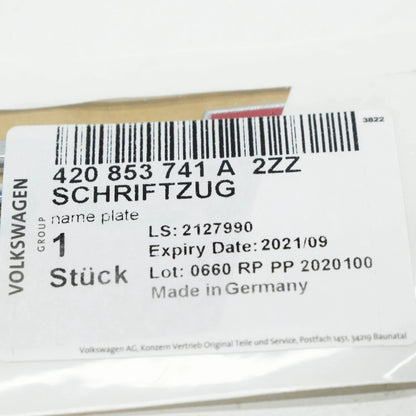 3822
420 853 741 A 2ZZ
SCHRIFTZUG
name plate
1
Stück
LS: 2127990
Expiry Date: 2021/09
Lot: 0660 RP PP 2020100
Made in Germany
VOLKSWAGEN
GROUP
Volkswagen AG, Konzern Vertrieb Original Teile und Service, Postfach 1451, 34219 Baunatal